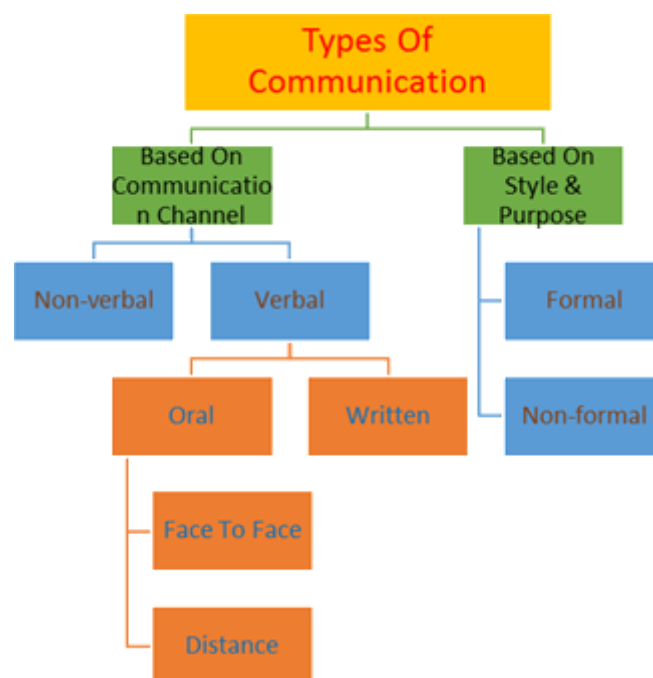 Types Of
Communication
Based On
Communicatio
n Channel
Based On
Style &
Purpose
Non-verbal
Verbal
Formal
Oral
Written
Non-formal
Face To Face
Distance